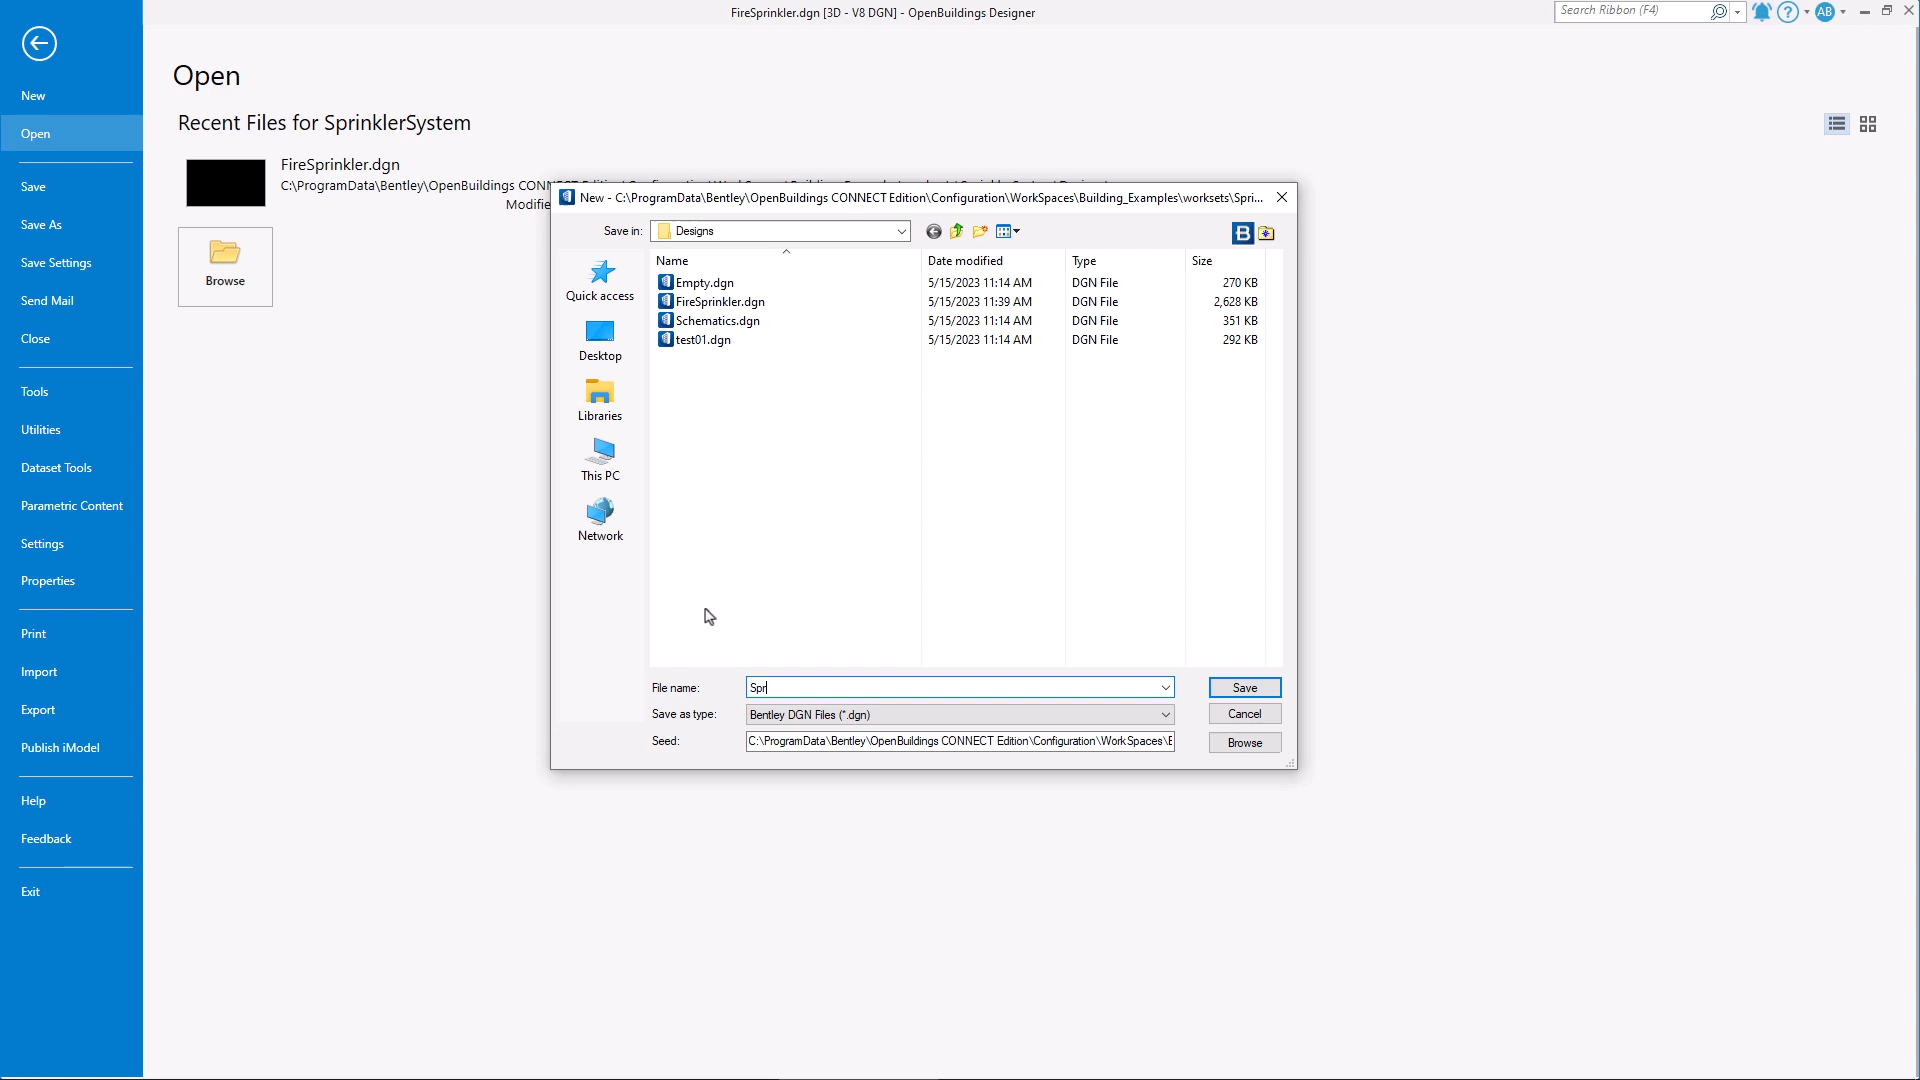 FireSprinkler.dgn [3D - V8 DGN] - OpenBuildings Designer
Search Ribbon (F4)
AB
New
Open
Save
Save As
Save Settings
Send Mail
Close
Tools
Utilities
Dataset Tools
Parametric Content
Settings
Properties
Print
Import
Export
Publish iModel
Help
Feedback
Exit
Open
Recent Files for SprinklerSystem
FireSprinkler.dgn
C:\ProgramData\Bentley\OpenBuildings CONN
Modifie
Browse
New - C:\ProgramData\Bentley\OpenBuildings CONNECT Edition\Configuration\WorkSpaces\Building_Examples\worksets\Spri...
Save in: Designs
Quick access
Desktop
Libraries
This PC
Network
Name Date modified Type Size
Empty.dgn 5/15/2023 11:14 AM DGN File 270 KB
FireSprinkler.dgn 5/15/2023 11:39 AM DGN File 2,628 KB
Schematics.dgn 5/15/2023 11:14 AM DGN File 351 KB
test01.dgn 5/15/2023 11:14 AM DGN File 292 KB
File name: Spr Save
Save as type: Bentley DGN Files (*.dgn) Cancel
Seed: C:\ProgramData\Bentley\OpenBuildings CONNECT Edition\Configuration\WorkSpaces\E Browse